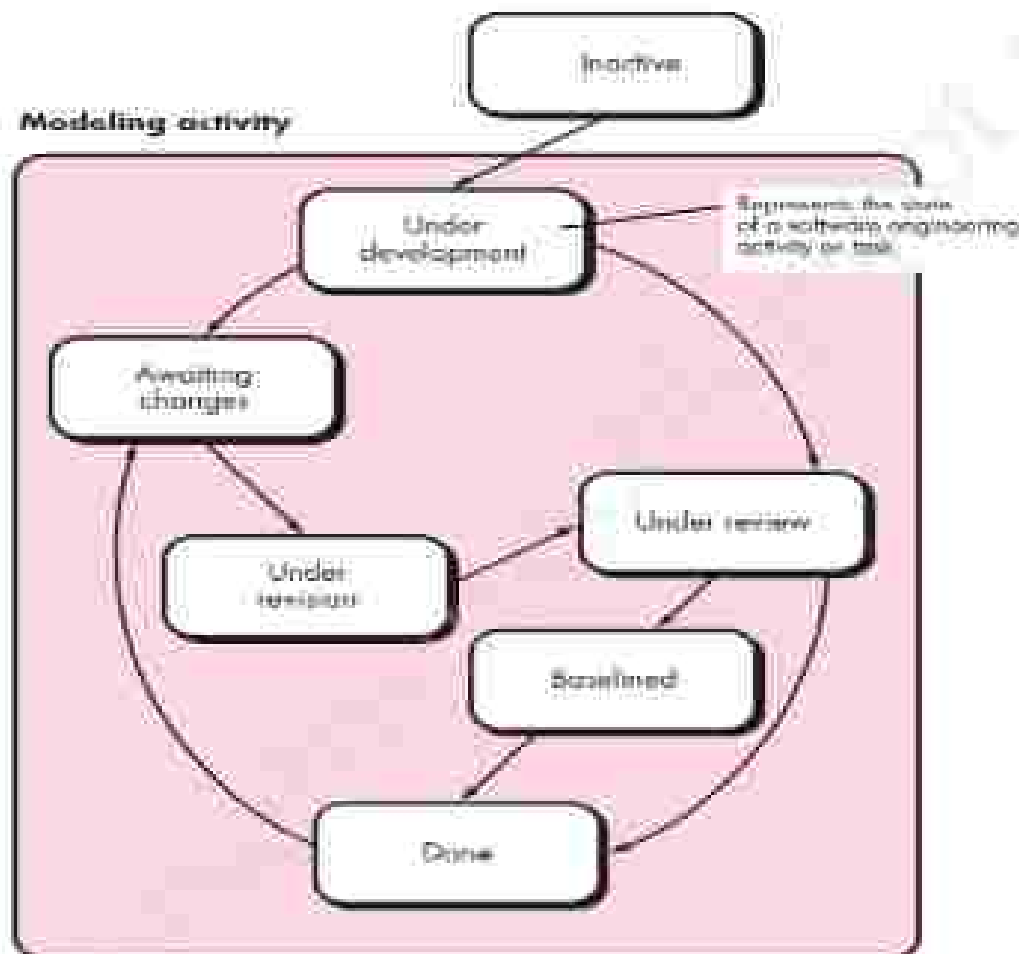 Inactive
Modeling activity
Under
development
Represents the state
of a software engineering
activity or task
Awaiting
changes
Under review
Under
revision
Baselined
Done